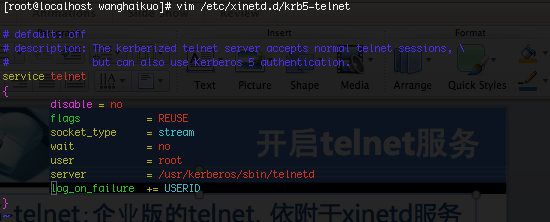 [root@localhost wanghaikuo]# vim /etc/xinetd.d/krb5-telnet
# default: off
# description: The kerberized telnet server accepts normal telnet sessions, \
# but can also use Kerberos 5 authentication.
service telnet
{
disable = no
flags = REUSE
socket_type = stream
wait = no
user = root
server = /usr/kerberos/sbin/telnetd
log_on_failure += USERID
}
~
Insert
Text
Picture
Shape
Media
Arrange
Quick Styles
开启telnet服务
telnet:企业版的telnet, 依附于xinetd服务